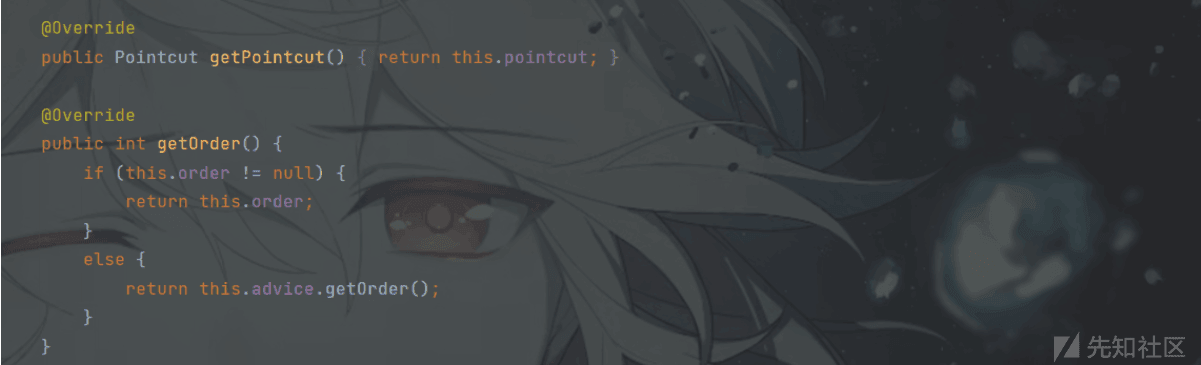 @Override
public Pointcut getPointcut() { return this.pointcut; }
@Override
public int getOrder() {
if (this.order != null) {
return this.order;
}
else {
return this.advice.getOrder();
}
}
先知社区